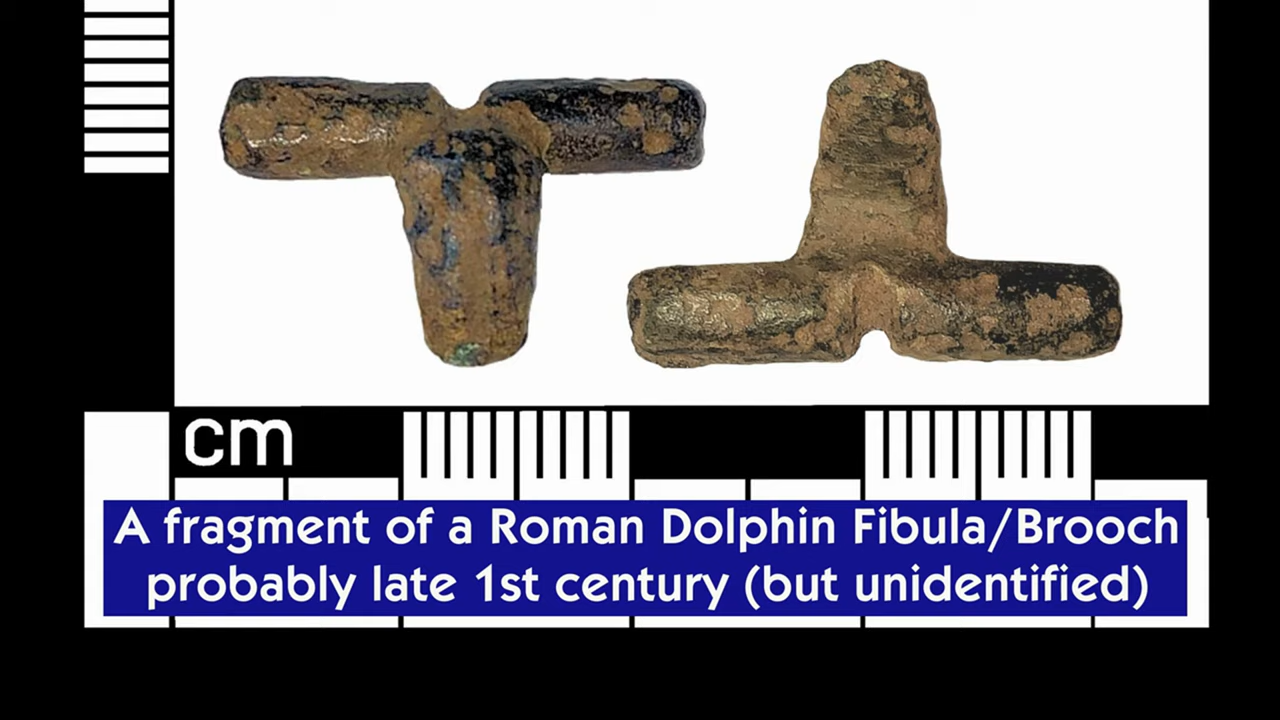 cm
A fragment of a Roman Dolphin Fibula/Brooch
probably late 1st century (but unidentified)